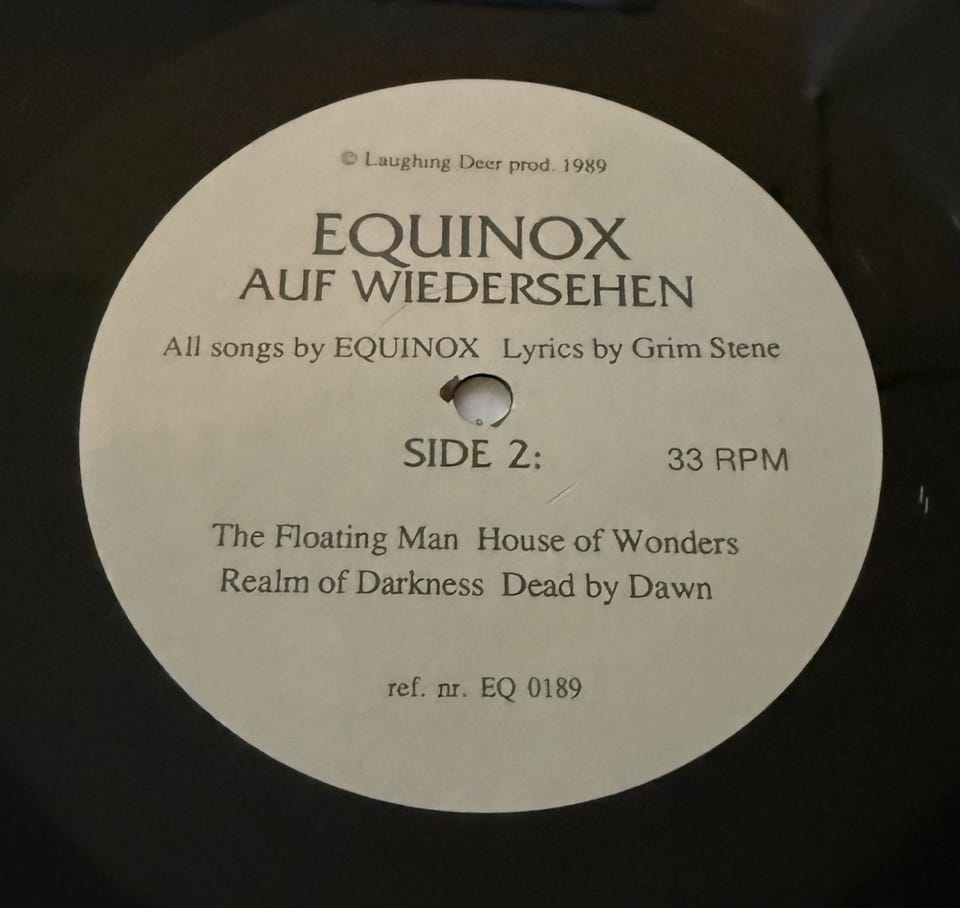 © Laughing Deer prod. 1989
EQUINOX
AUF WIEDERSEHEN
All songs by EQUINOX Lyrics by Grim Stene
SIDE 2: 33 RPM
The Floating Man House of Wonders
Realm of Darkness Dead by Dawn
ref. nr. EQ 0189